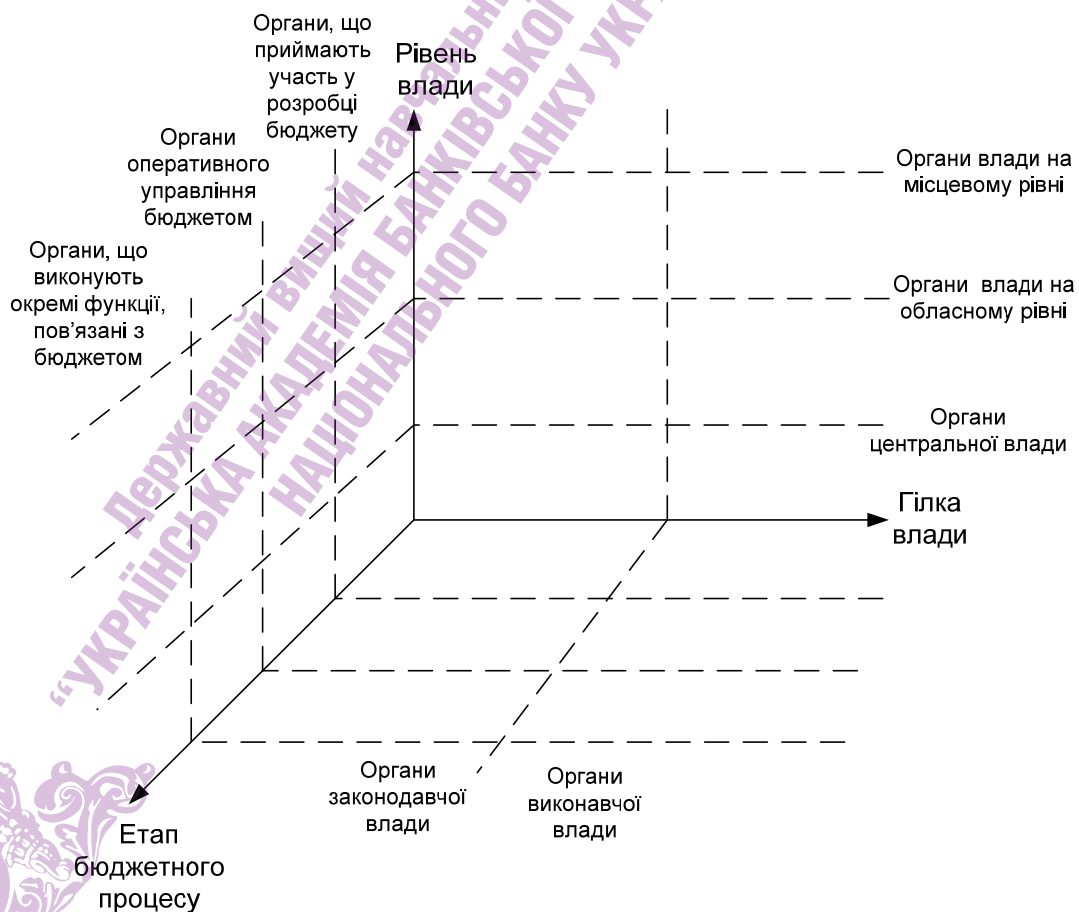 Органи, що
приймають
участь у
розробці
бюджету
Рівень
влади
Органи
оперативного
управління
бюджетом
Органи, що
виконують
окремі функції,
пов’язані з
бюджетом
Органи влади на
місцевому рівні
Органи влади на
обласному рівні
Органи
центральної влади
Гілка
влади
Органи
законодавчої
влади
Органи
виконавчої
влади
Етап
бюджетного
процесу
Державний вищий
“УКРАЇНСЬКА АКАДЕМІЯ БАНКІВСЬКОЇ
НАЦІОНАЛЬНОГО БАНКУ